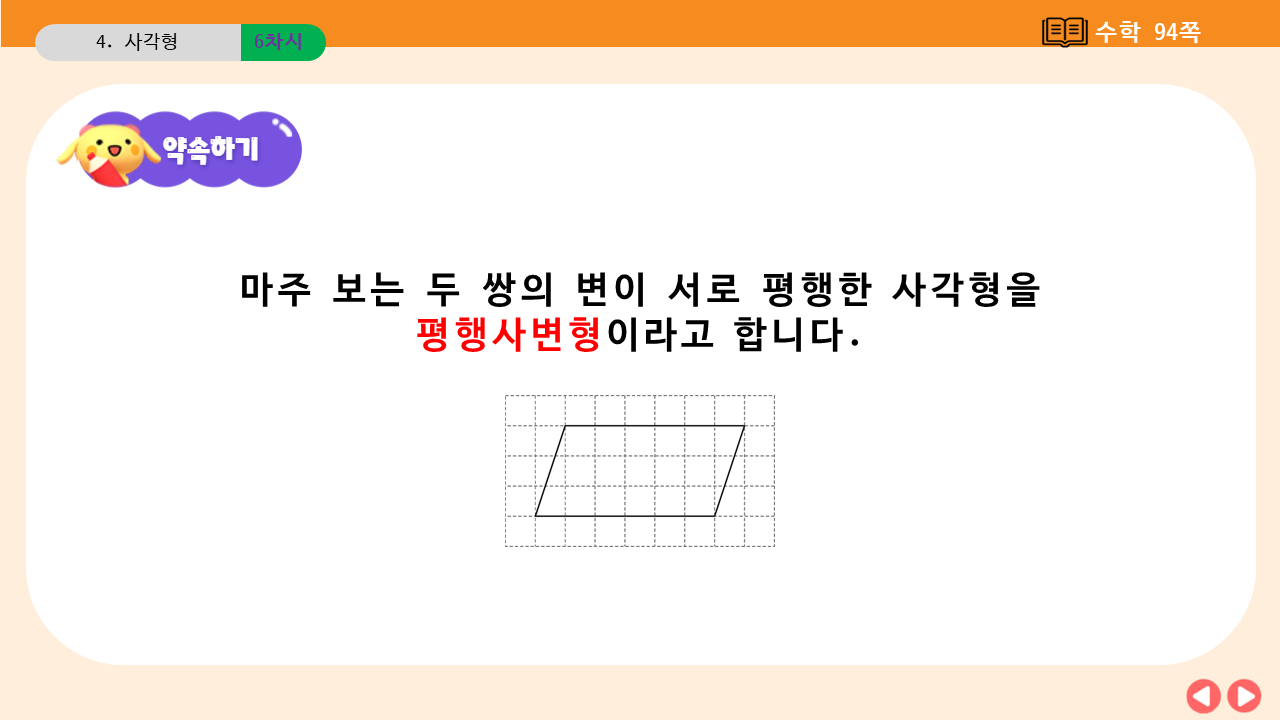 4. 사각형
6차시
수학 94쪽
약속하기
마주 보는 두 쌍의 변이 서로 평행한 사각형을
평행사변형이라고 합니다.